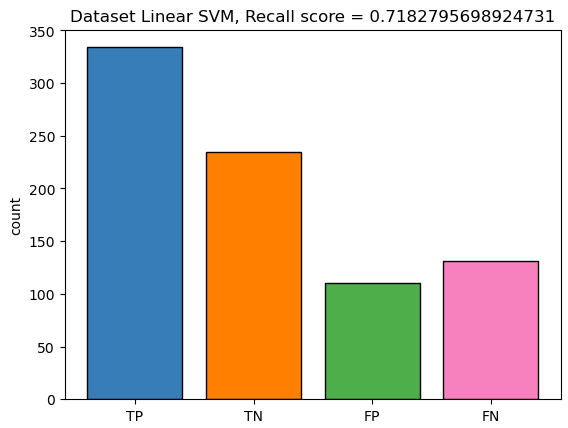 Dataset Linear SVM, Recall score = 0.7182795698924731
350
300
250
200
150
100
50
0
count
TP TN FP FN